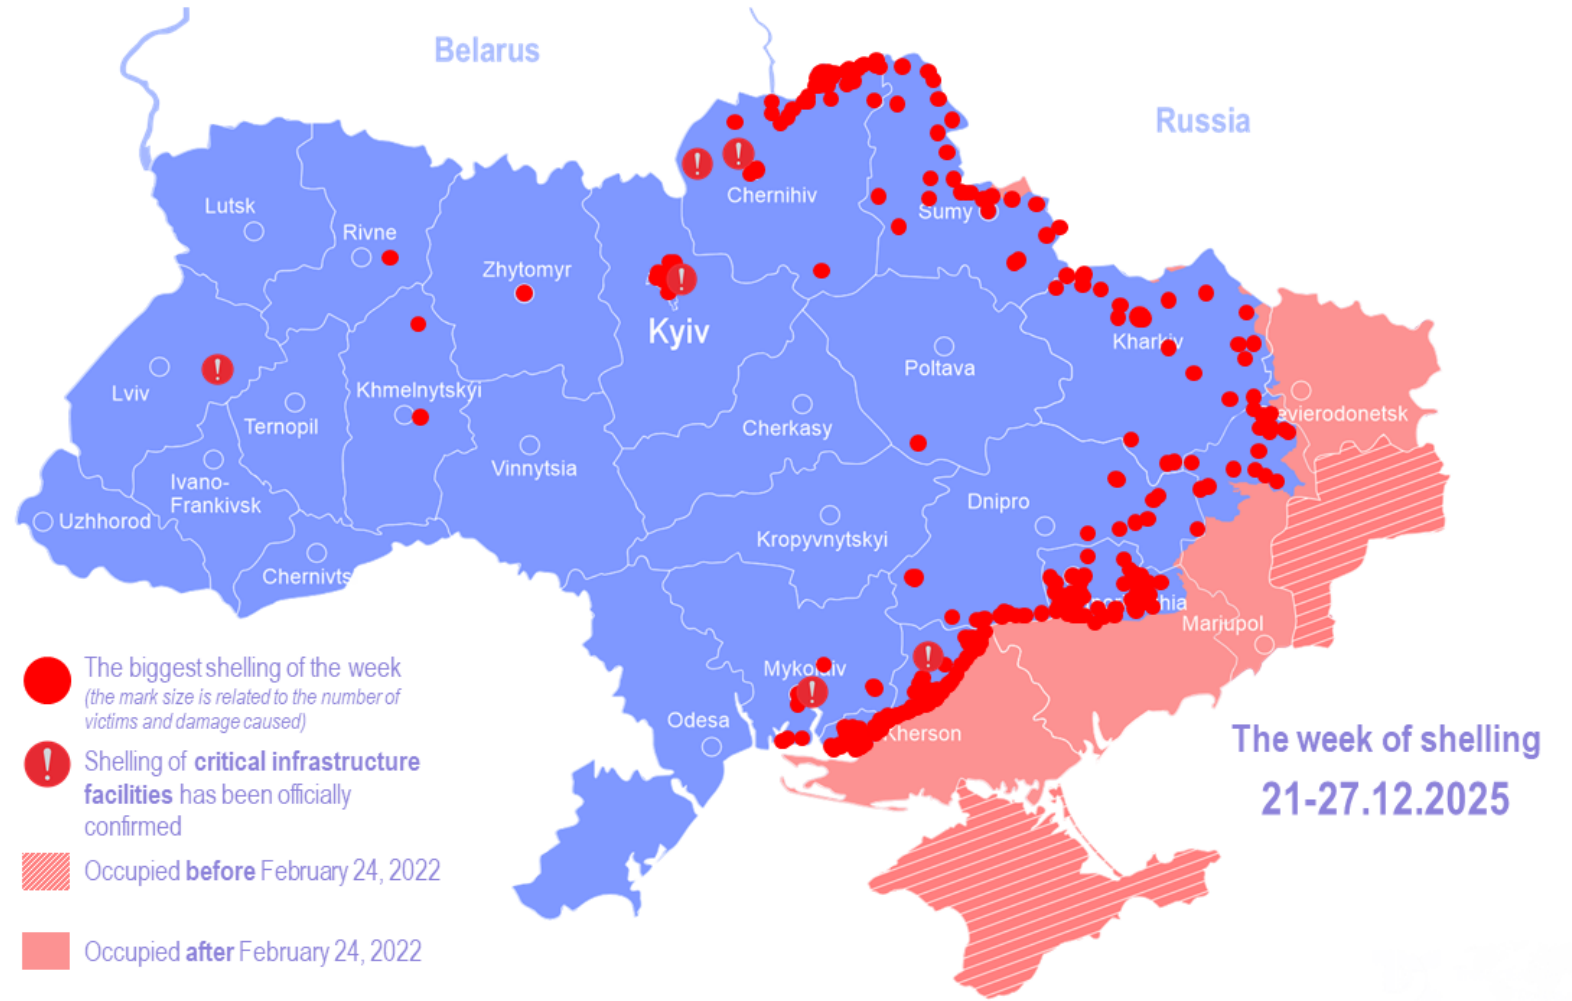 Belarus
Russia
Lutsk
Rivne
Chernihiv
Sumy
Zhytomyr
Kyiv
Kharkiv
Lviv
Khmelnytskyi
Poltava
Ternopil
Cherkasy
evierodonetsk
Vinnytsia
Ivano-
Frankivsk
Dnipro
Uzhhorod
Kropyvnytskyi
Chernivts
hia
Mariupol
Mykolaiv
Odesa
Kherson
The biggest shelling of the week
(the mark size is related to the number of
victims and damage caused)
Shelling of critical infrastructure
facilities has been officially
confirmed
Occupied before February 24, 2022
Occupied after February 24, 2022
The week of shelling
21-27.12.2025